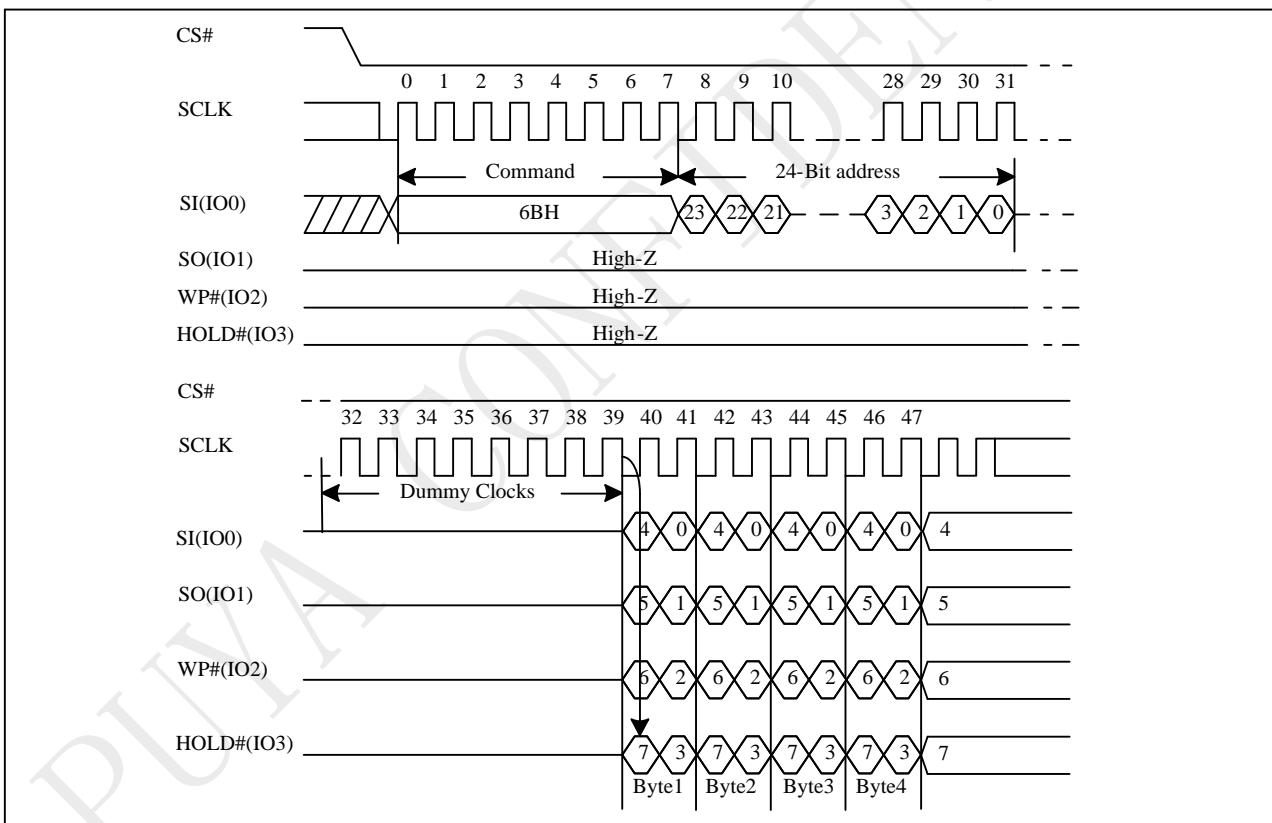 CS#
0 1 2 3 4 5 6 7 8 9 10 28 29 30 31
SCLK
Command 24-Bit address
SI(IO0) 6BH 23 22 21 3 2 1 0
SO(IO1) High-Z
WP#(IO2) High-Z
HOLD#(IO3) High-Z
CS#
32 33 34 35 36 37 38 39 40 41 42 43 44 45 46 47
SCLK
Dummy Clocks
SI(IO0) 4 0 4 0 4 0 4 0 4
SO(IO1) 5 1 5 1 5 1 5 1 5
WP#(IO2) 6 2 6 2 6 2 6 2 6
HOLD#(IO3) 7 3 7 3 7 3 7 3 7
Byte1 Byte2 Byte3 Byte4
PUYA CONFIDEN